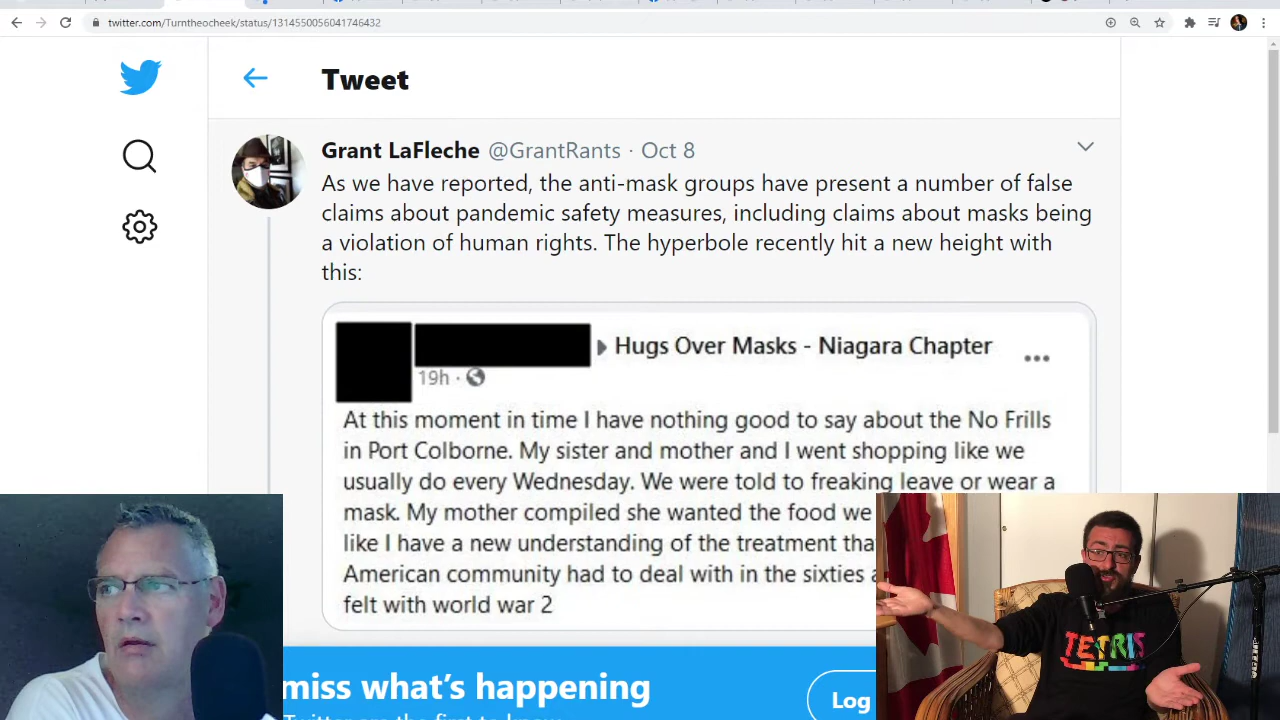 twitter.com/Turntheocheek/status/1314550056041746432
Tweet
Grant LaFleche @GrantRants · Oct 8
As we have reported, the anti-mask groups have present a number of false
claims about pandemic safety measures, including claims about masks being
a violation of human rights. The hyperbole recently hit a new height with
this:
Hugs Over Masks - Niagara Chapter
19h ·
At this moment in time I have nothing good to say about the No Frills
in Port Colborne. My sister and mother and I went shopping like we
usually do every Wednesday. We were told to freaking leave or wear a
mask. My mother compiled she wanted the food we
like I have a new understanding of the treatment tha
American community had to deal with in the sixties a
felt with world war 2
miss what's happening
Log
TETRIS